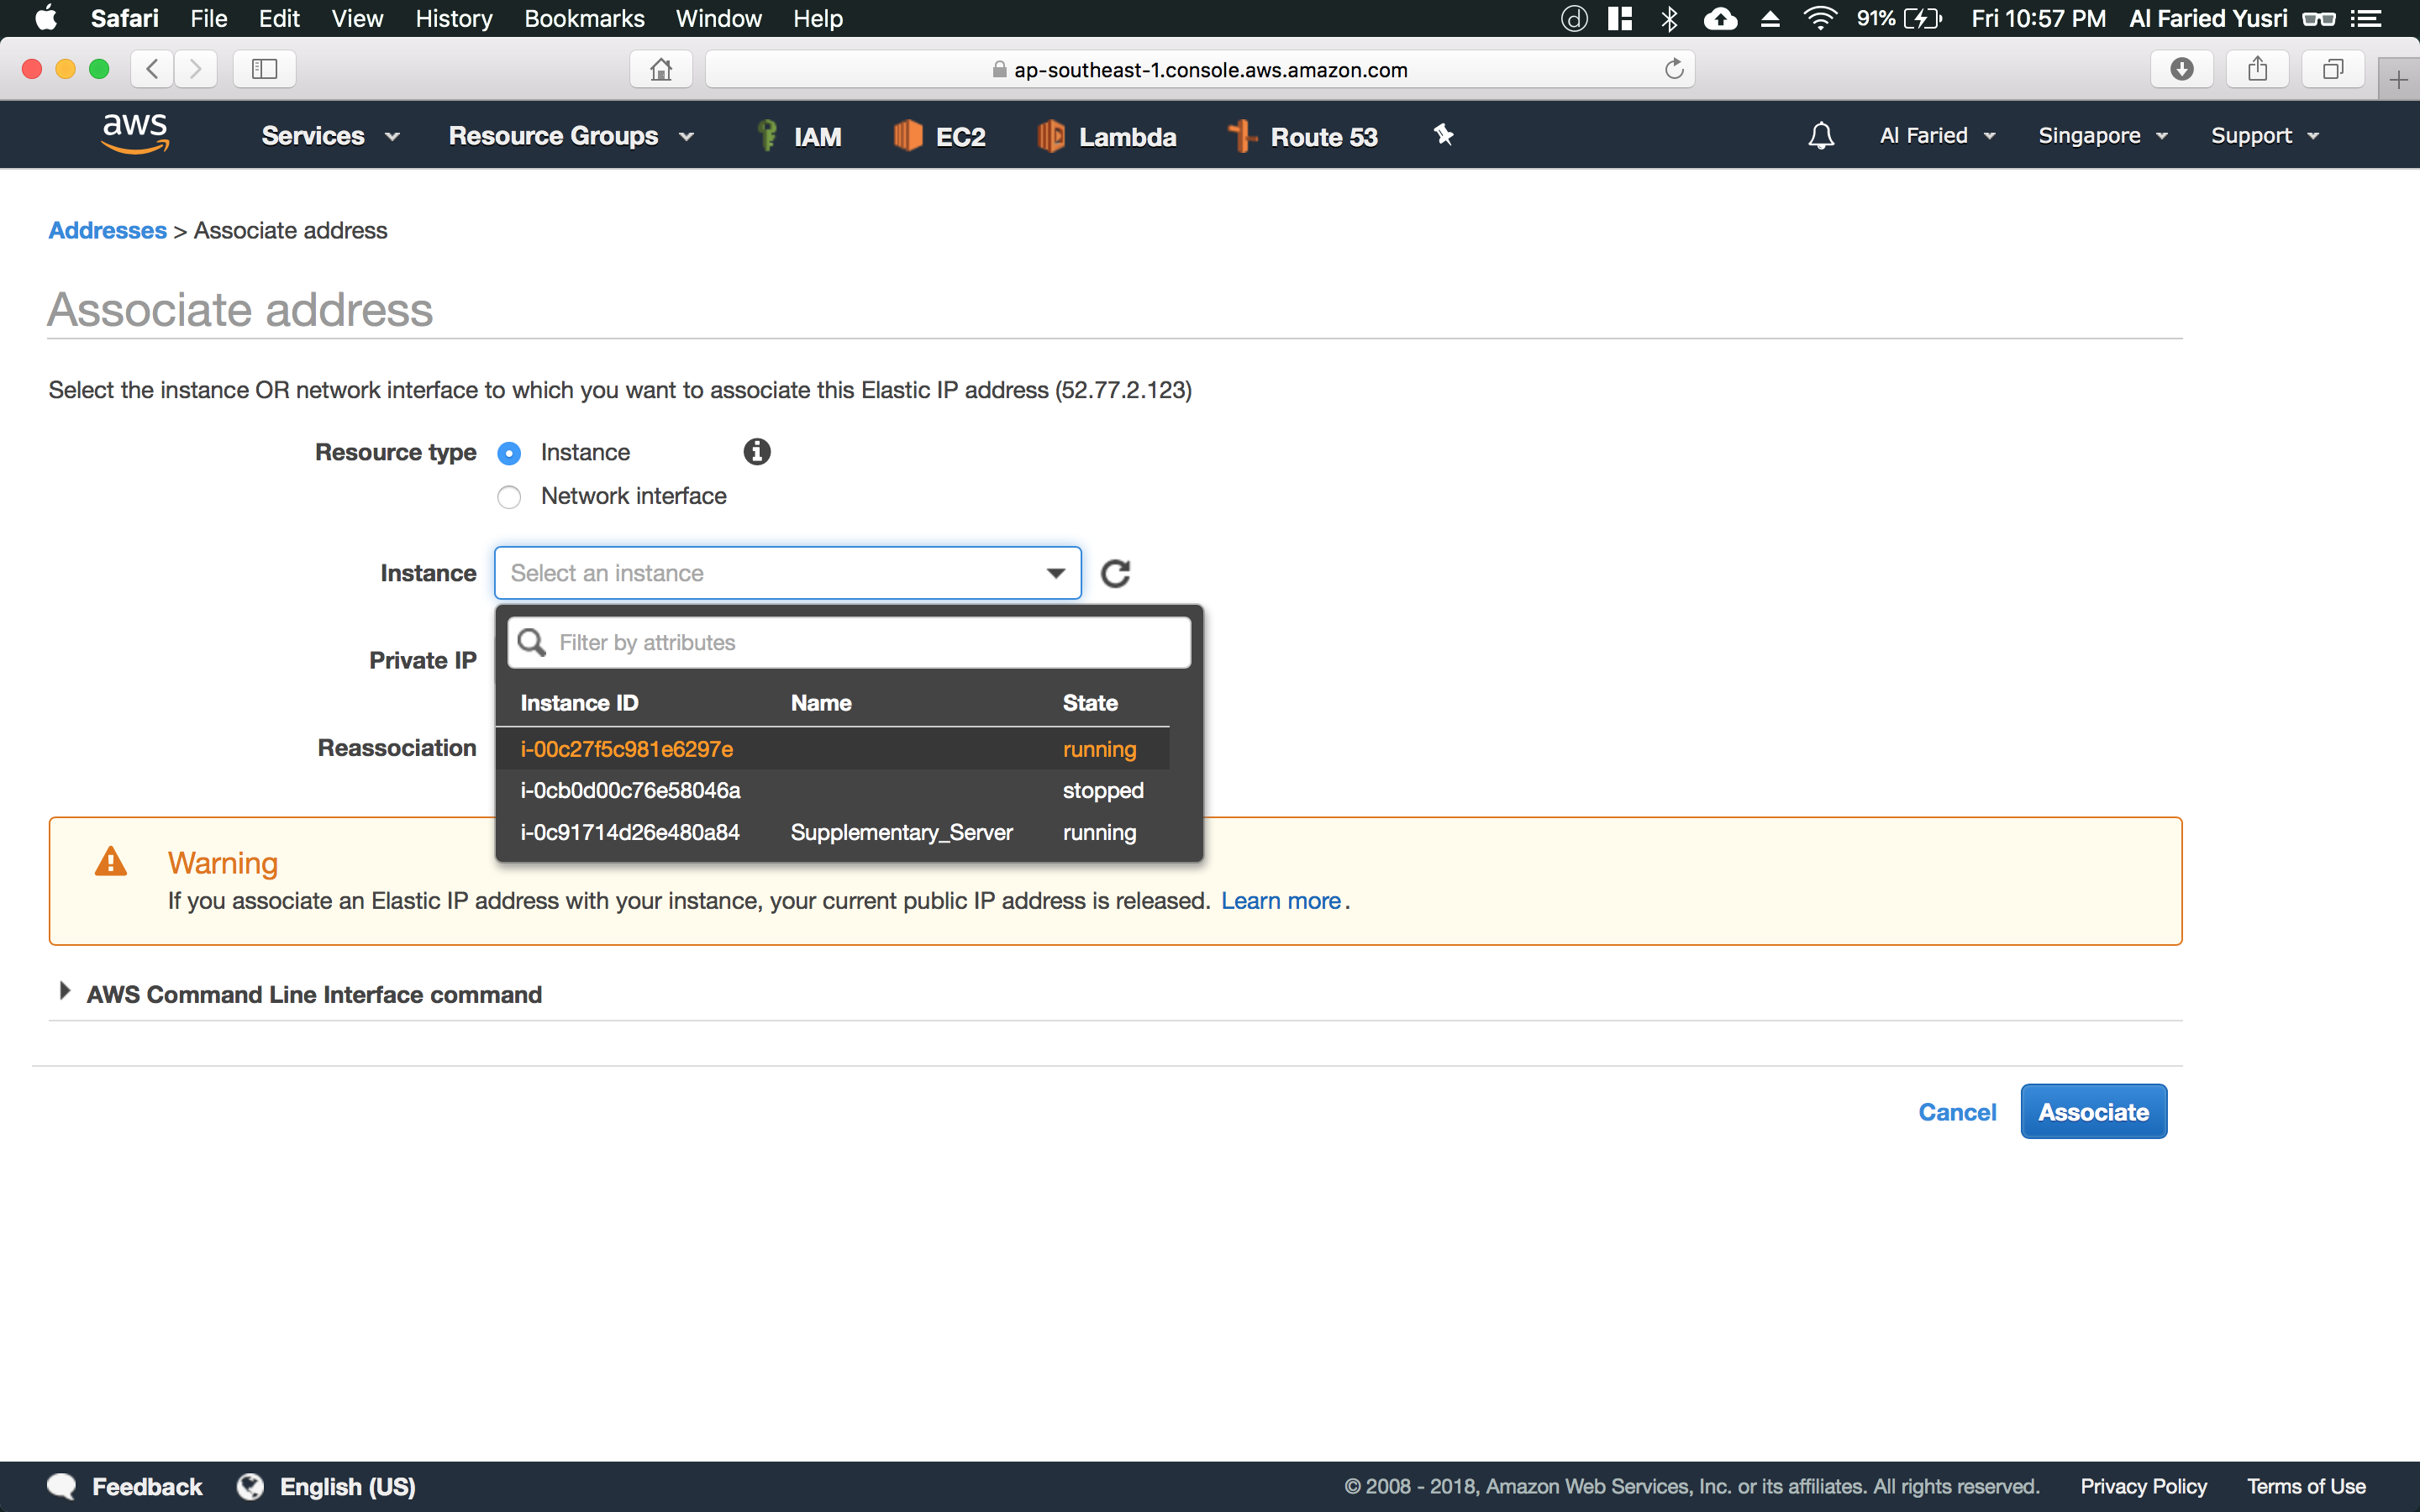 Safari File Edit View History Bookmarks Window Help 91% Fri 10:57 PM Al Faried Yusri
ap-southeast-1.console.aws.amazon.com
aws Services Resource Groups IAM EC2 Lambda Route 53 Al Faried Singapore Support
Addresses > Associate address
Associate address
Select the instance OR network interface to which you want to associate this Elastic IP address (52.77.2.123)
Resource type Instance
Network interface
Instance Select an instance
Filter by attributes
Private IP
Instance ID Name State
Reassociation i-00c27f5c981e6297e running
i-0cb0d00c76e58046a stopped
i-0c91714d26e480a84 Supplementary_Server running
Warning
If you associate an Elastic IP address with your instance, your current public IP address is released. Learn more.
AWS Command Line Interface command
Cancel Associate
Feedback English (US) © 2008 - 2018, Amazon Web Services, Inc. or its affiliates. All rights reserved. Privacy Policy Terms of Use